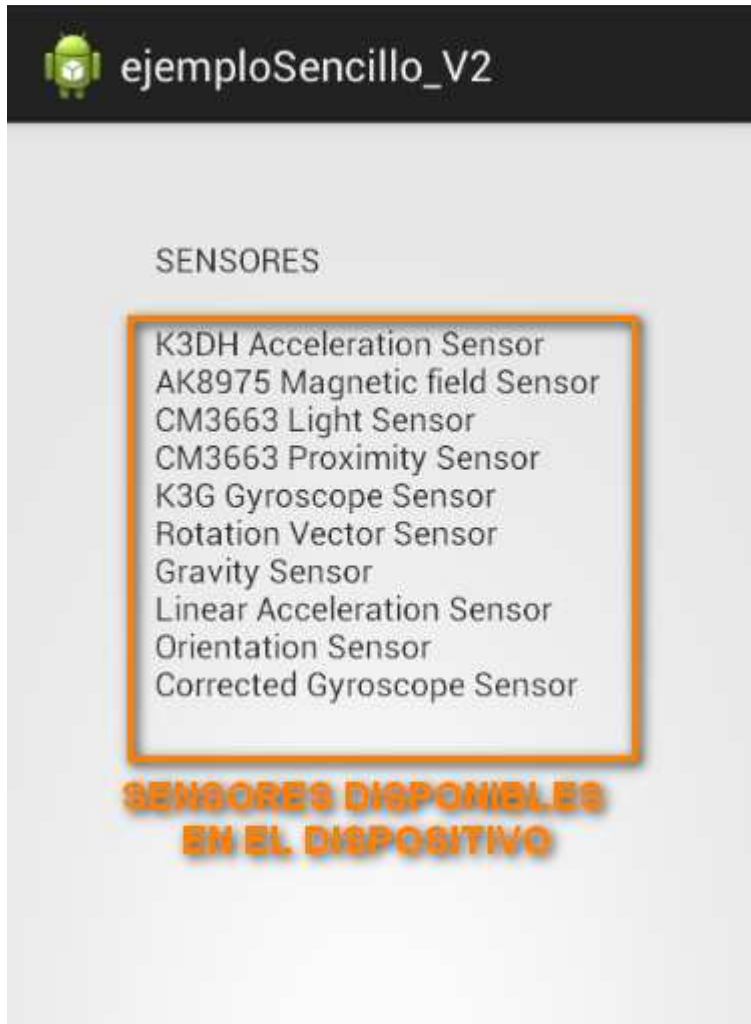 ejemploSencillo_V2
SENSORES
K3DH Acceleration Sensor
AK8975 Magnetic field Sensor
CM3663 Light Sensor
CM3663 Proximity Sensor
K3G Gyroscope Sensor
Rotation Vector Sensor
Gravity Sensor
Linear Acceleration Sensor
Orientation Sensor
Corrected Gyroscope Sensor
SENSORES DISPONIBLES
EN EL DISPOSITIVO